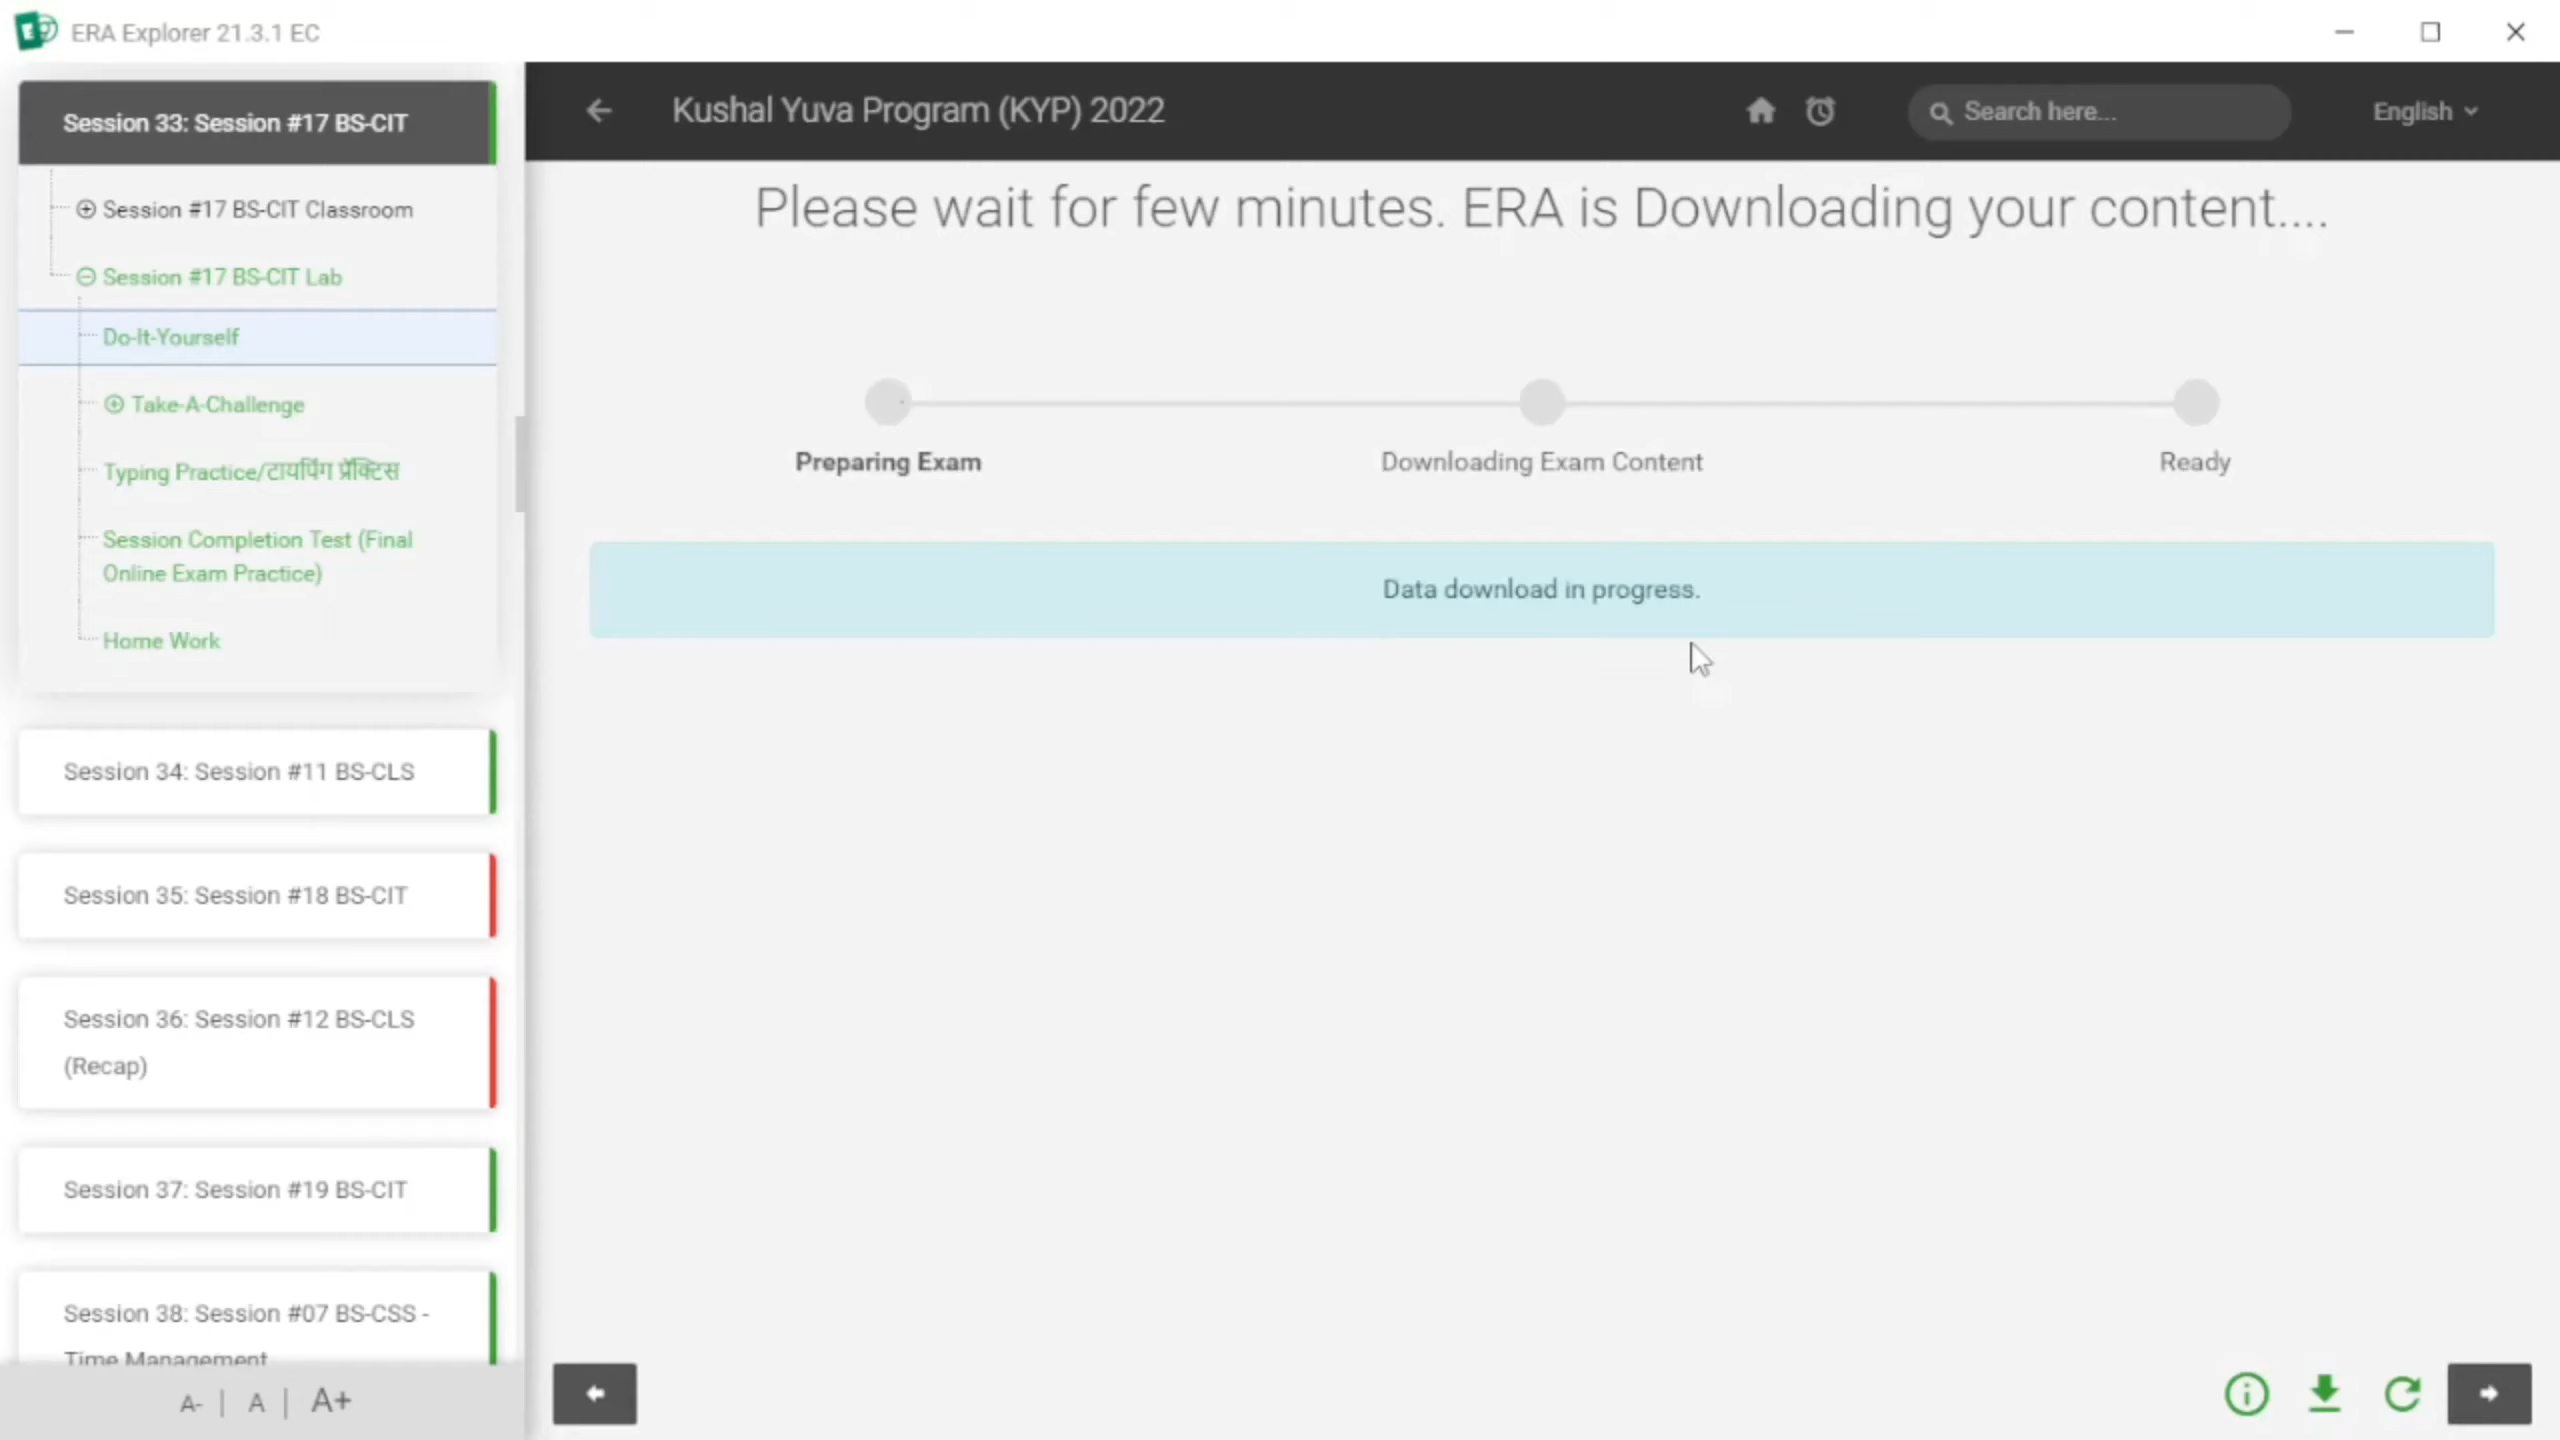 ERA Explorer 21.3.1 EC
Session 33: Session #17 BS-CIT
Session #17 BS-CIT Classroom
Session #17 BS-CIT Lab
Do-It-Yourself
Take-A-Challenge
Typing Practice/टायपिंग प्रॅक्टिस
Session Completion Test (Final
Online Exam Practice)
Home Work
Session 34: Session #11 BS-CLS
Session 35: Session #18 BS-CIT
Session 36: Session #12 BS-CLS
(Recap)
Session 37: Session #19 BS-CIT
Session 38: Session #07 BS-CSS -
Time Management
A- | A | A+
Kushal Yuva Program (KYP) 2022
Search here...
English
Please wait for few minutes. ERA is Downloading your content....
Preparing Exam
Downloading Exam Content
Ready
Data download in progress.